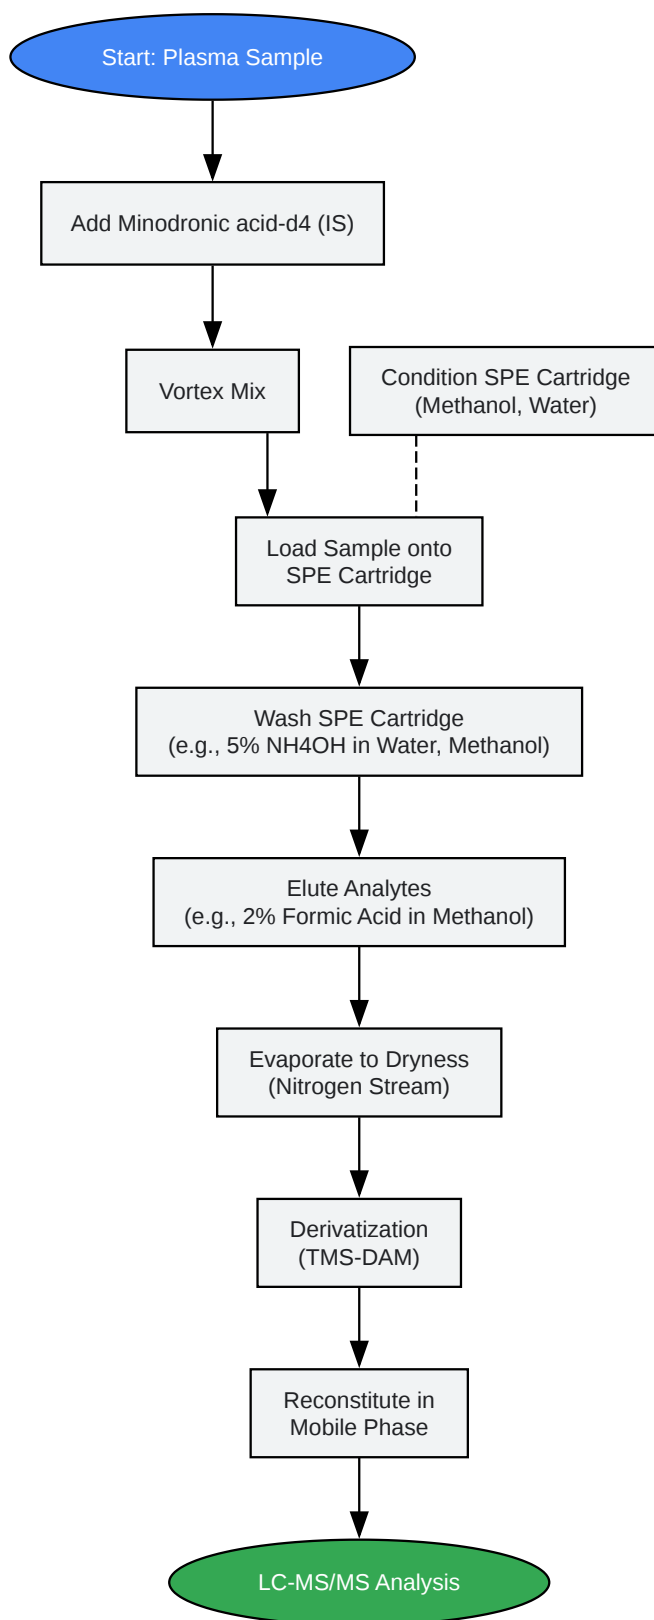 Start: Plasma Sample
Add Minodronic acid-d4 (IS)
Vortex Mix
Condition SPE Cartridge
(Methanol, Water)
Load Sample onto
SPE Cartridge
Wash SPE Cartridge
(e.g., 5% NH4OH in Water, Methanol)
Elute Analytes
(e.g., 2% Formic Acid in Methanol)
Evaporate to Dryness
(Nitrogen Stream)
Derivatization
(TMS-DAM)
Reconstitute in
Mobile Phase
LC-MS/MS Analysis